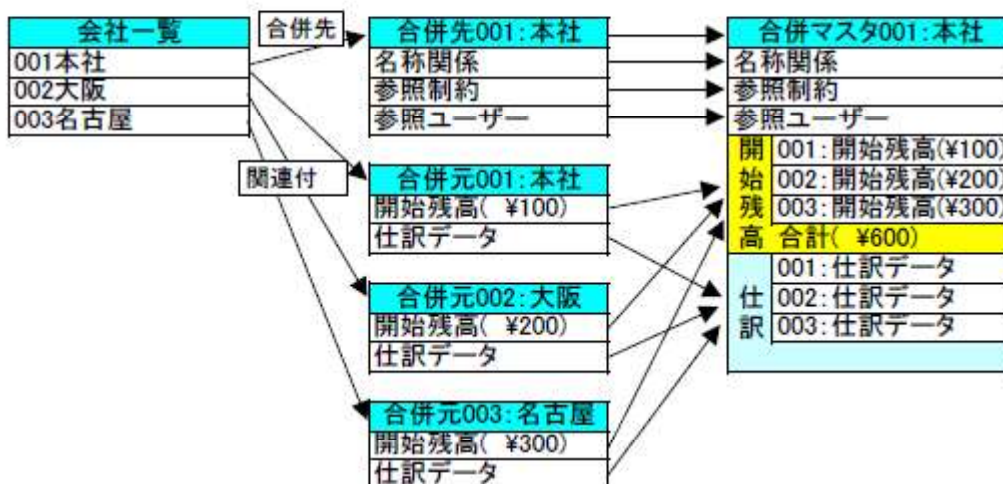 会社一覧
001本社
002大阪
003名古屋
合併先
関連付
合併先001:本社
名称関係
参照制約
参照ユーザー
合併元001:本社
開始残高( ¥100)
仕訳データ
合併元002:大阪
開始残高( ¥200)
仕訳データ
合併元003:名古屋
開始残高( ¥300)
仕訳データ
合併マスタ001:本社
名称関係
参照制約
参照ユーザー
開始残高
001:開始残高(¥100)
002:開始残高(¥200)
003:開始残高(¥300)
合計( ¥600)
仕訳
001:仕訳データ
002:仕訳データ
003:仕訳データ